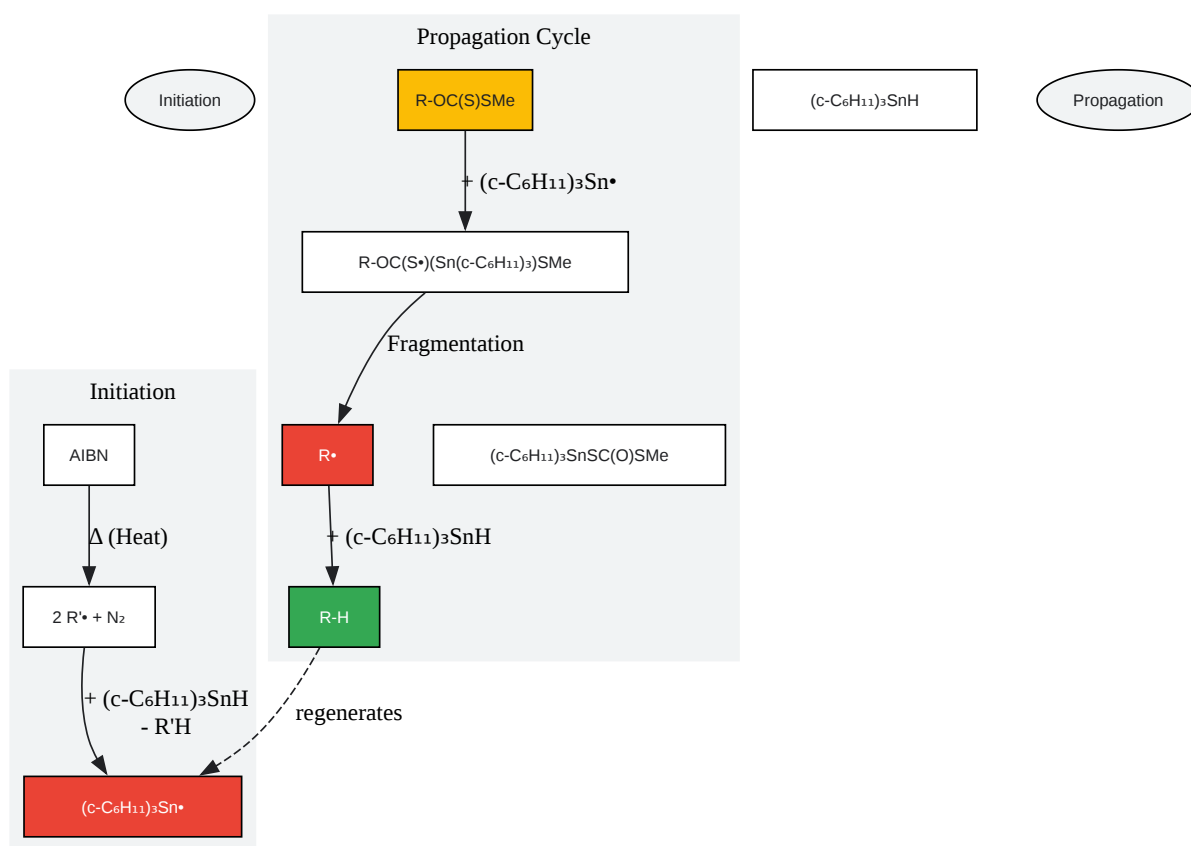 Propagation Cycle
Initiation
R-OC(S)SMe
(c-C₆H₁₁)₃SnH
Propagation
+ (c-C₆H₁₁)₃Sn•
R-OC(S•)(Sn(c-C₆H₁₁)₃)SMe
Fragmentation
Initiation
AIBN
R•
(c-C₆H₁₁)₃SnSC(O)SMe
Δ (Heat)
+ (c-C₆H₁₁)₃SnH
2 R'• + N₂
R-H
+ (c-C₆H₁₁)₃SnH
- R'H
regenerates
(c-C₆H₁₁)₃Sn•